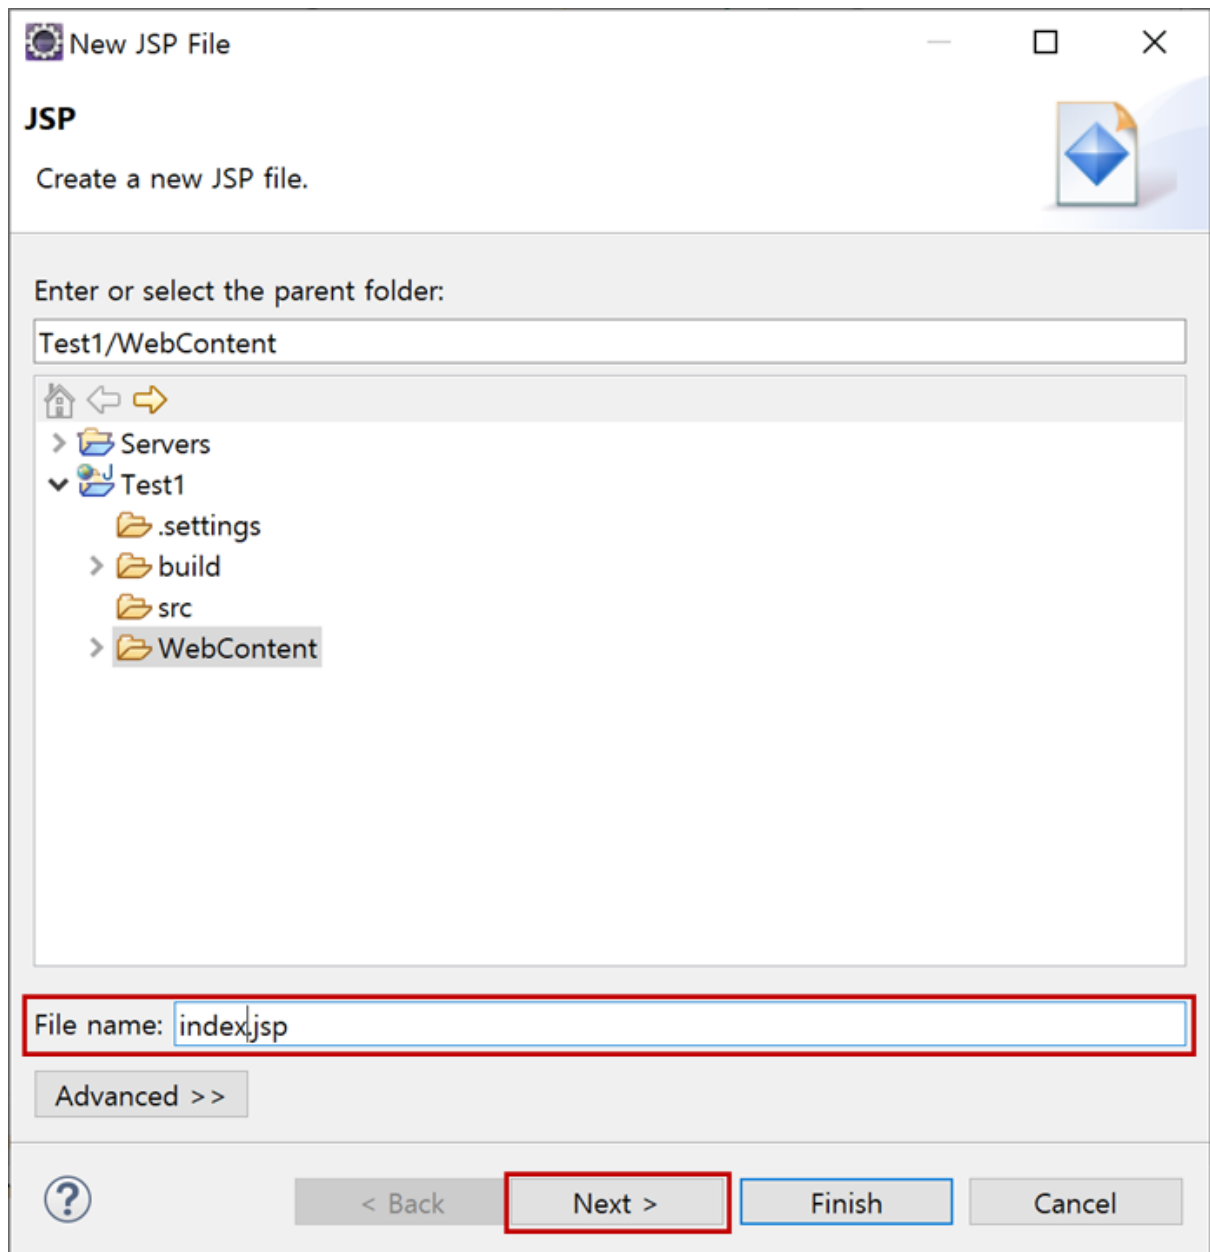 New JSP File
JSP
Create a new JSP file.
Enter or select the parent folder:
Test1/WebContent
Servers
Test1
.settings
build
src
WebContent
File name: index.jsp
Advanced >>
< Back Next > Finish Cancel